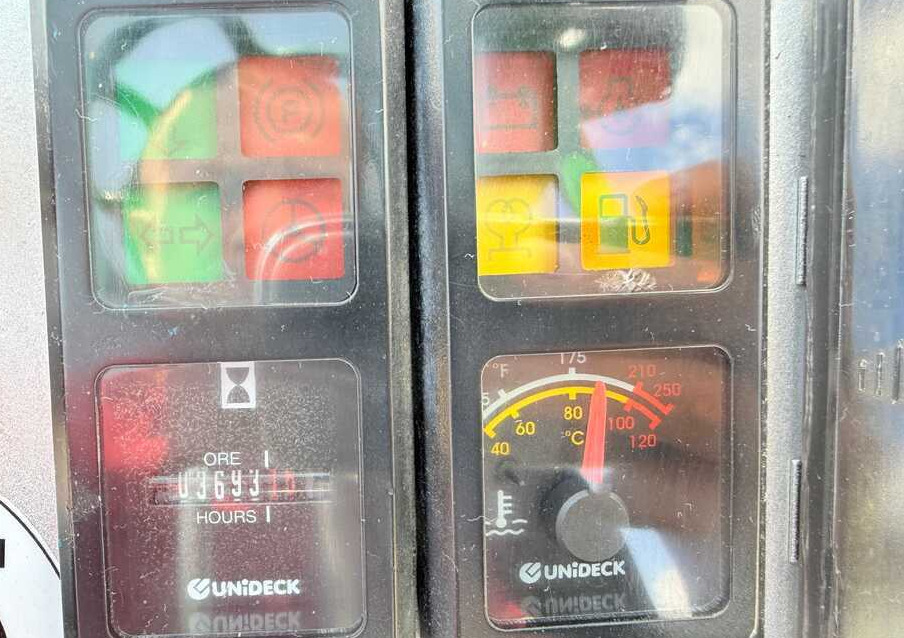 P
ORE
03693
HOURS
UNiDECK
°F
175
210
250
80
100
60
°C
120
40
UNiDECK